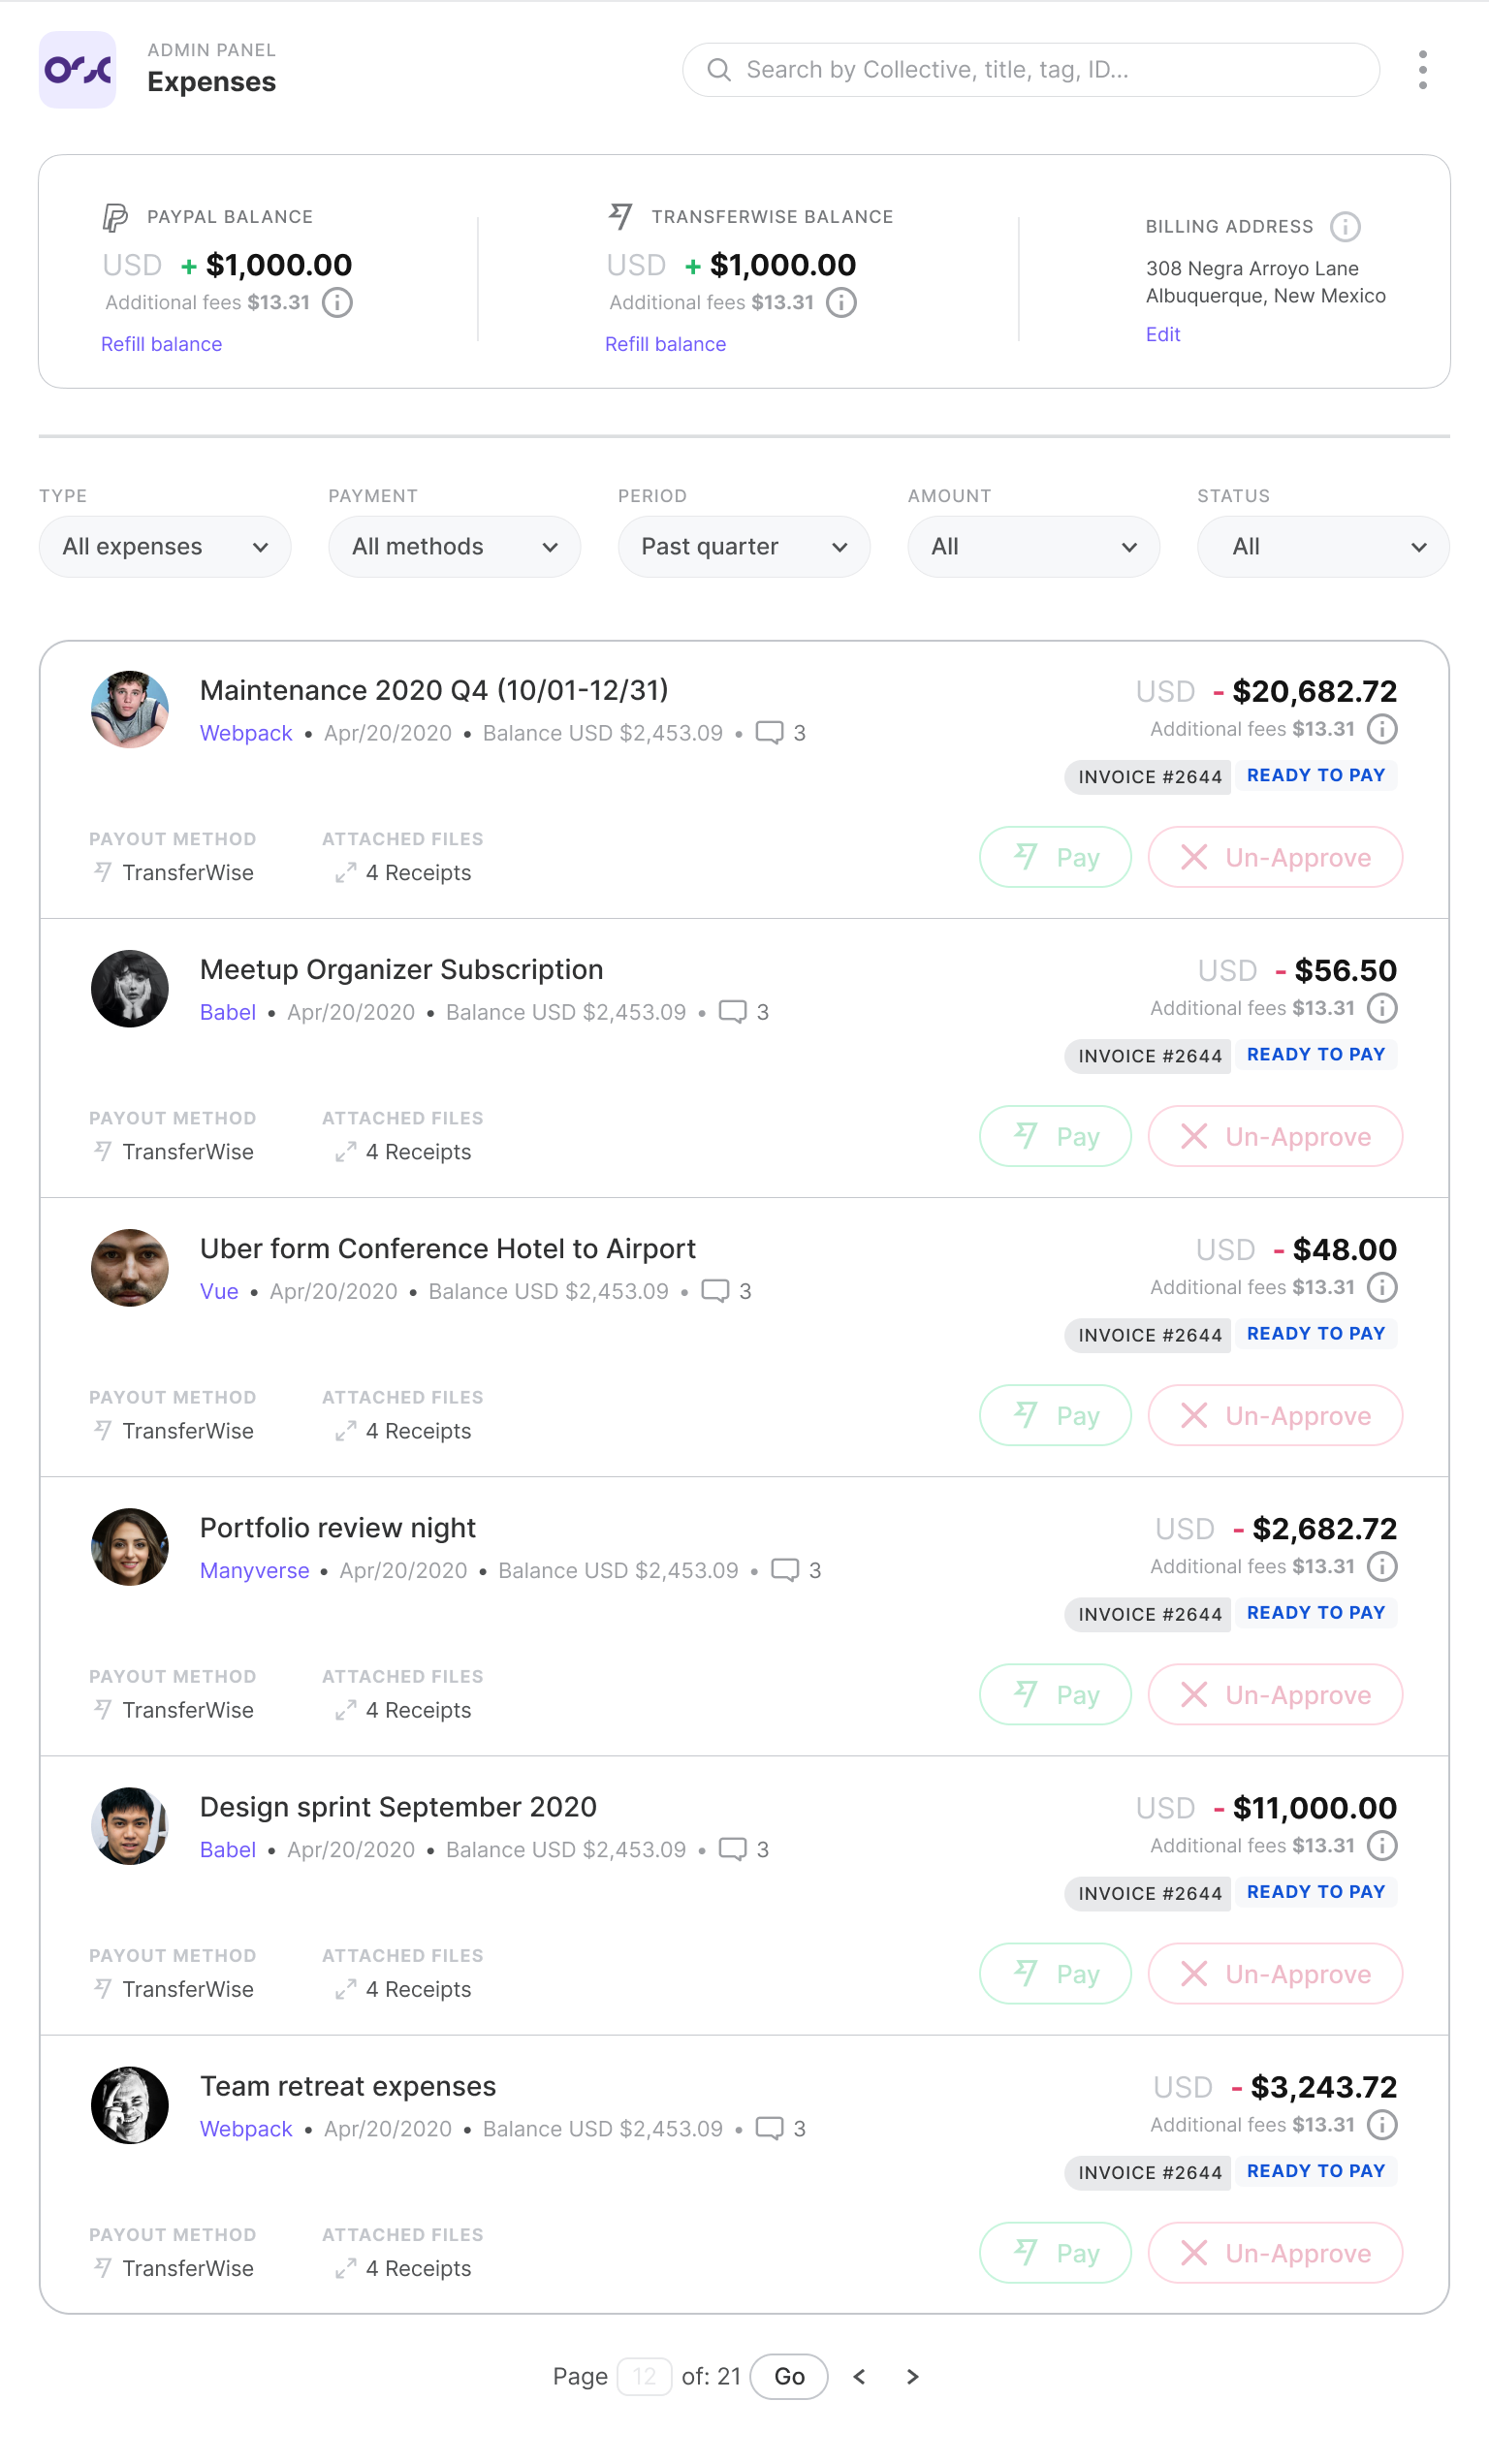 ADMIN PANEL
Expenses
Search by Collective, title, tag, ID...
PAYPAL BALANCE
USD + $1,000.00
Additional fees $13.31
Refill balance
TRANSFERWISE BALANCE
USD + $1,000.00
Additional fees $13.31
Refill balance
BILLING ADDRESS
308 Negra Arroyo Lane
Albuquerque, New Mexico
Edit
TYPE
All expenses
PAYMENT
All methods
PERIOD
Past quarter
AMOUNT
All
STATUS
All
Maintenance 2020 Q4 (10/01-12/31)
Webpack • Apr/20/2020 • Balance USD $2,453.09 • 3
USD - $20,682.72
Additional fees $13.31
INVOICE #2644 READY TO PAY
PAYOUT METHOD
TransferWise
ATTACHED FILES
4 Receipts
Pay
Un-Approve
Meetup Organizer Subscription
Babel • Apr/20/2020 • Balance USD $2,453.09 • 3
USD - $56.50
Additional fees $13.31
INVOICE #2644 READY TO PAY
PAYOUT METHOD
TransferWise
ATTACHED FILES
4 Receipts
Pay
Un-Approve
Uber form Conference Hotel to Airport
Vue • Apr/20/2020 • Balance USD $2,453.09 • 3
USD - $48.00
Additional fees $13.31
INVOICE #2644 READY TO PAY
PAYOUT METHOD
TransferWise
ATTACHED FILES
4 Receipts
Pay
Un-Approve
Portfolio review night
Manyverse • Apr/20/2020 • Balance USD $2,453.09 • 3
USD - $2,682.72
Additional fees $13.31
INVOICE #2644 READY TO PAY
PAYOUT METHOD
TransferWise
ATTACHED FILES
4 Receipts
Pay
Un-Approve
Design sprint September 2020
Babel • Apr/20/2020 • Balance USD $2,453.09 • 3
USD - $11,000.00
Additional fees $13.31
INVOICE #2644 READY TO PAY
PAYOUT METHOD
TransferWise
ATTACHED FILES
4 Receipts
Pay
Un-Approve
Team retreat expenses
Webpack • Apr/20/2020 • Balance USD $2,453.09 • 3
USD - $3,243.72
Additional fees $13.31
INVOICE #2644 READY TO PAY
PAYOUT METHOD
TransferWise
ATTACHED FILES
4 Receipts
Pay
Un-Approve
Page 12 of: 21 Go < >